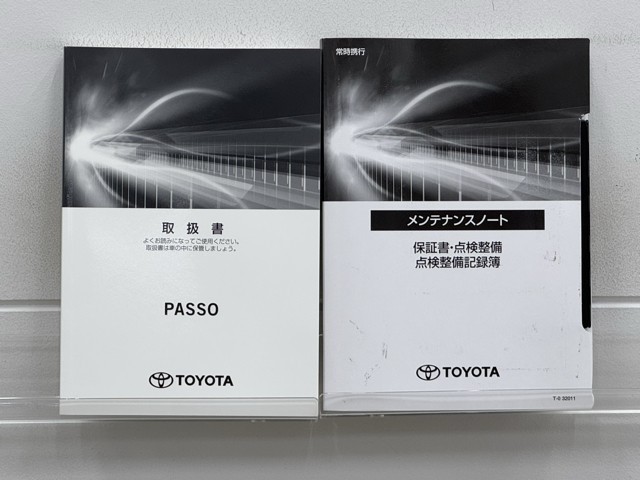 取扱書
よくお読みになってご使用ください。
取扱書は車の中に保管しましょう。
PASSO
TOYOTA
常時携行
メンテナンスノート
保証書・点検整備
点検整備記録簿
TOYOTA